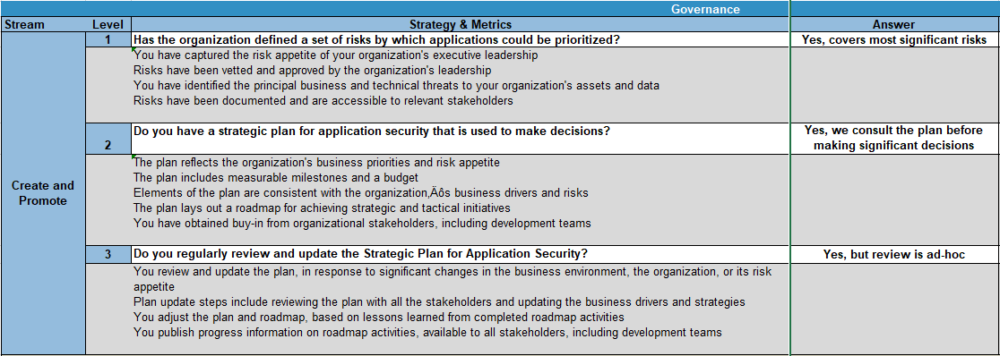 Governance
Stream Level Strategy & Metrics Answer
1 Has the organization defined a set of risks by which applications could be prioritized? Yes, covers most significant risks
You have captured the risk appetite of your organization's executive leadership
Risks have been vetted and approved by the organization's leadership
You have identified the principal business and technical threats to your organization's assets and data
Risks have been documented and are accessible to relevant stakeholders
2 Do you have a strategic plan for application security that is used to make decisions? Yes, we consult the plan before
making significant decisions
The plan reflects the organization's business priorities and risk appetite
The plan includes measurable milestones and a budget
Elements of the plan are consistent with the organization‚Äôs business drivers and risks
The plan lays out a roadmap for achieving strategic and tactical initiatives
You have obtained buy-in from organizational stakeholders, including development teams
Create and
Promote
3 Do you regularly review and update the Strategic Plan for Application Security? Yes, but review is ad-hoc
You review and update the plan, in response to significant changes in the business environment, the organization, or its risk
appetite
Plan update steps include reviewing the plan with all the stakeholders and updating the business drivers and strategies
You adjust the plan and roadmap, based on lessons learned from completed roadmap activities
You publish progress information on roadmap activities, available to all stakeholders, including development teams